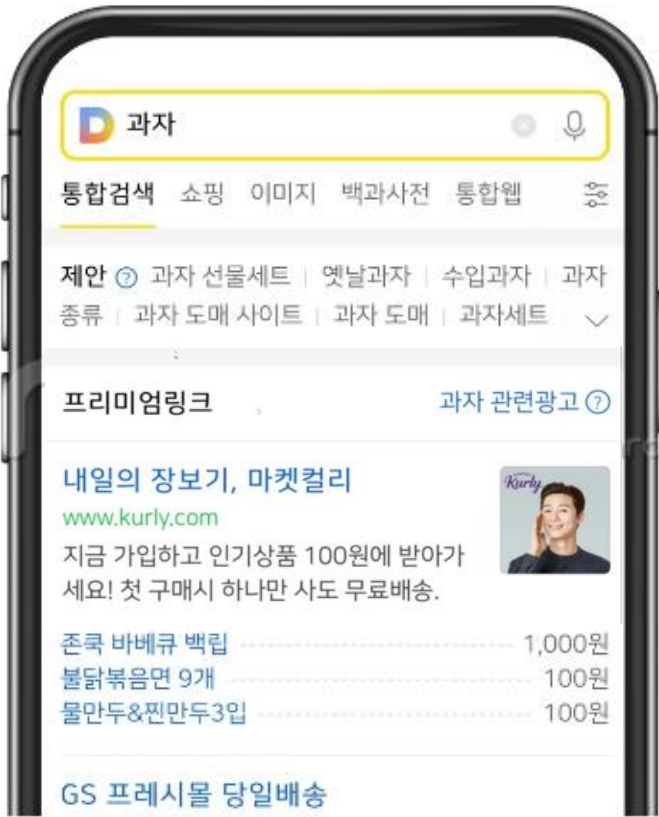 D 과자
통합검색 쇼핑 이미지 백과사전 통합웹
제안 ? 과자 선물세트 | 옛날과자 | 수입과자 | 과자
종류 | 과자 도매 사이트 | 과자 도매 | 과자세트
프리미엄링크 과자 관련광고 ?
내일의 장보기, 마켓컬리
Kurly
www.kurly.com
지금 가입하고 인기상품 100원에 받아가
세요! 첫 구매시 하나만 사도 무료배송.
존쿡 바베큐 백립 1,000원
불닭볶음면 9개 100원
물만두&찐만두3입 100원
GS 프레시몰 당일배송